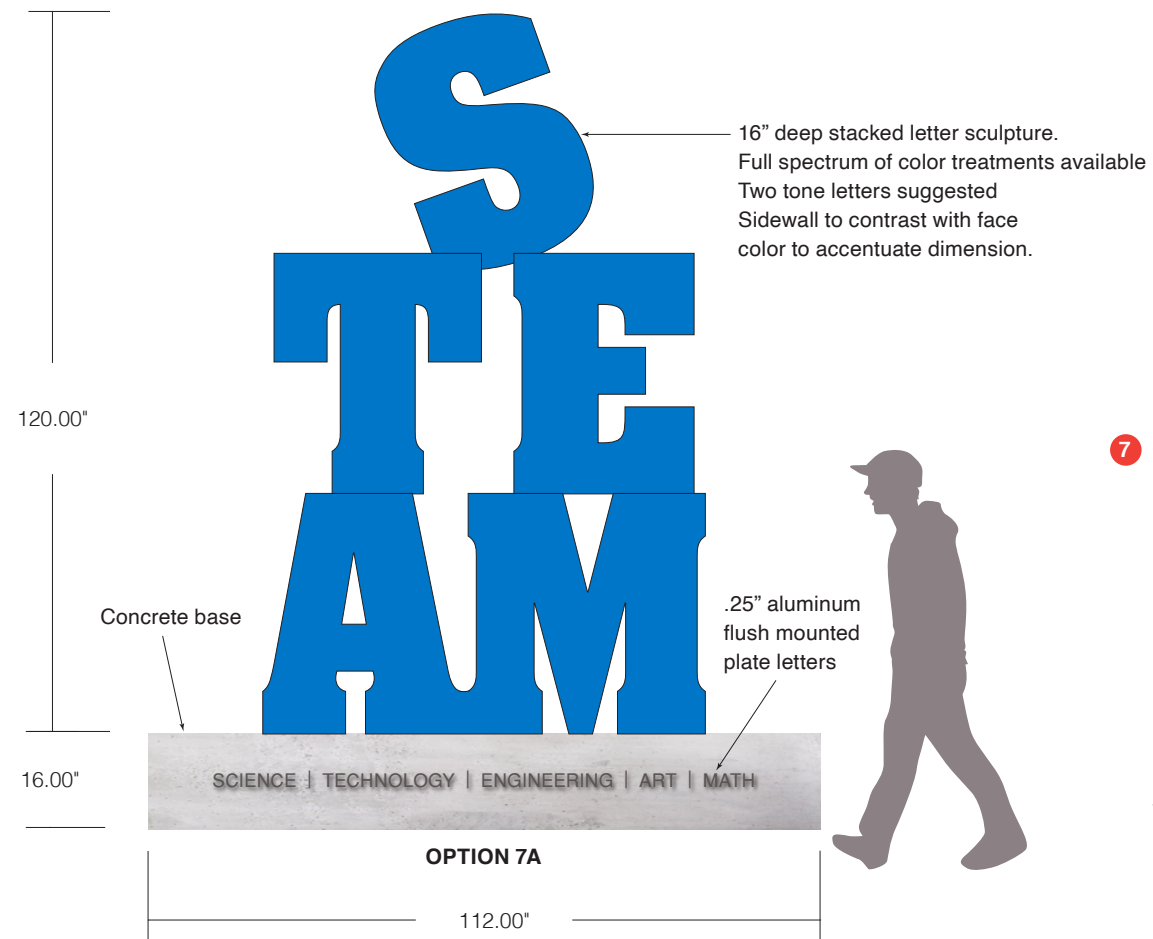 S
16” deep stacked letter sculpture.
Full spectrum of color treatments available
Two tone letters suggested
Sidewall to contrast with face
color to accentuate dimension.
TE
120.00"
7
AM
Concrete base
.25” aluminum
flush mounted
plate letters
16.00"
SCIENCE | TECHNOLOGY | ENGINEERING | ART | MATH
OPTION 7A
112.00"